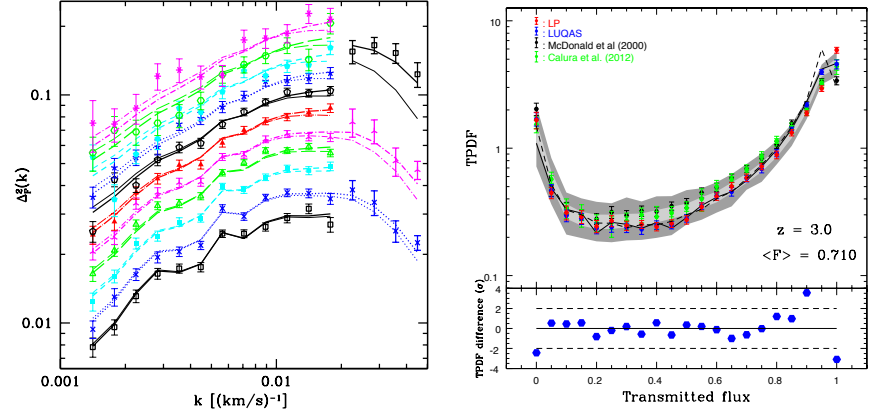 0.1
0.01
Δ²F(k)
0.001
0.01
k [(km/s)⁻¹]
LP
LUQAS
McDonald et al (2000)
Calura et al. (2012)
10
1
0.1
TPDF
z = 3.0
<F> = 0.710
4
2
0
-2
-4
TPDF difference (σ)
0
0.2
0.4
0.6
0.8
1.0
Transmitted flux